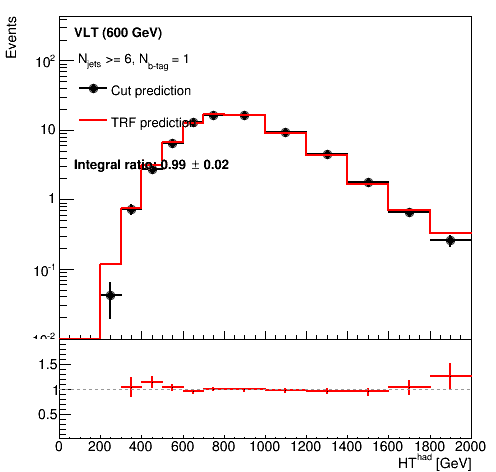 Events
VLT (600 GeV)
N_jets >= 6, N_b-tag = 1
Cut prediction
TRF prediction
Integral ratio: 0.99 ± 0.02
10^2
10
1
10^-1
10^-2
1.5
1
0.5
0 200 400 600 800 1000 1200 1400 1600 1800 2000
HT^had [GeV]